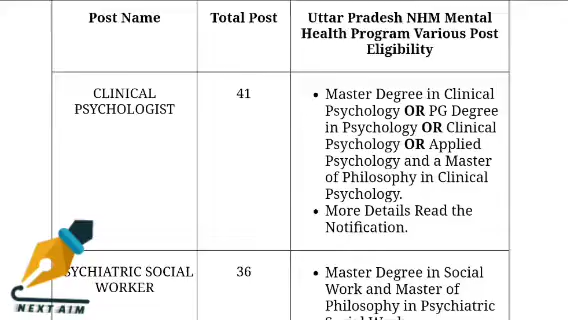 Post Name
Total Post
Uttar Pradesh NHM Mental
Health Program Various Post
Eligibility
CLINICAL
PSYCHOLOGIST
41
• Master Degree in Clinical
Psychology OR PG Degree
in Psychology OR Clinical
Psychology OR Applied
Psychology and a Master
of Philosophy in Clinical
Psychology.
• More Details Read the
Notification.
SYCHIATRIC SOCIAL
WORKER
36
• Master Degree in Social
Work and Master of
Philosophy in Psychiatric
NEXT AIM